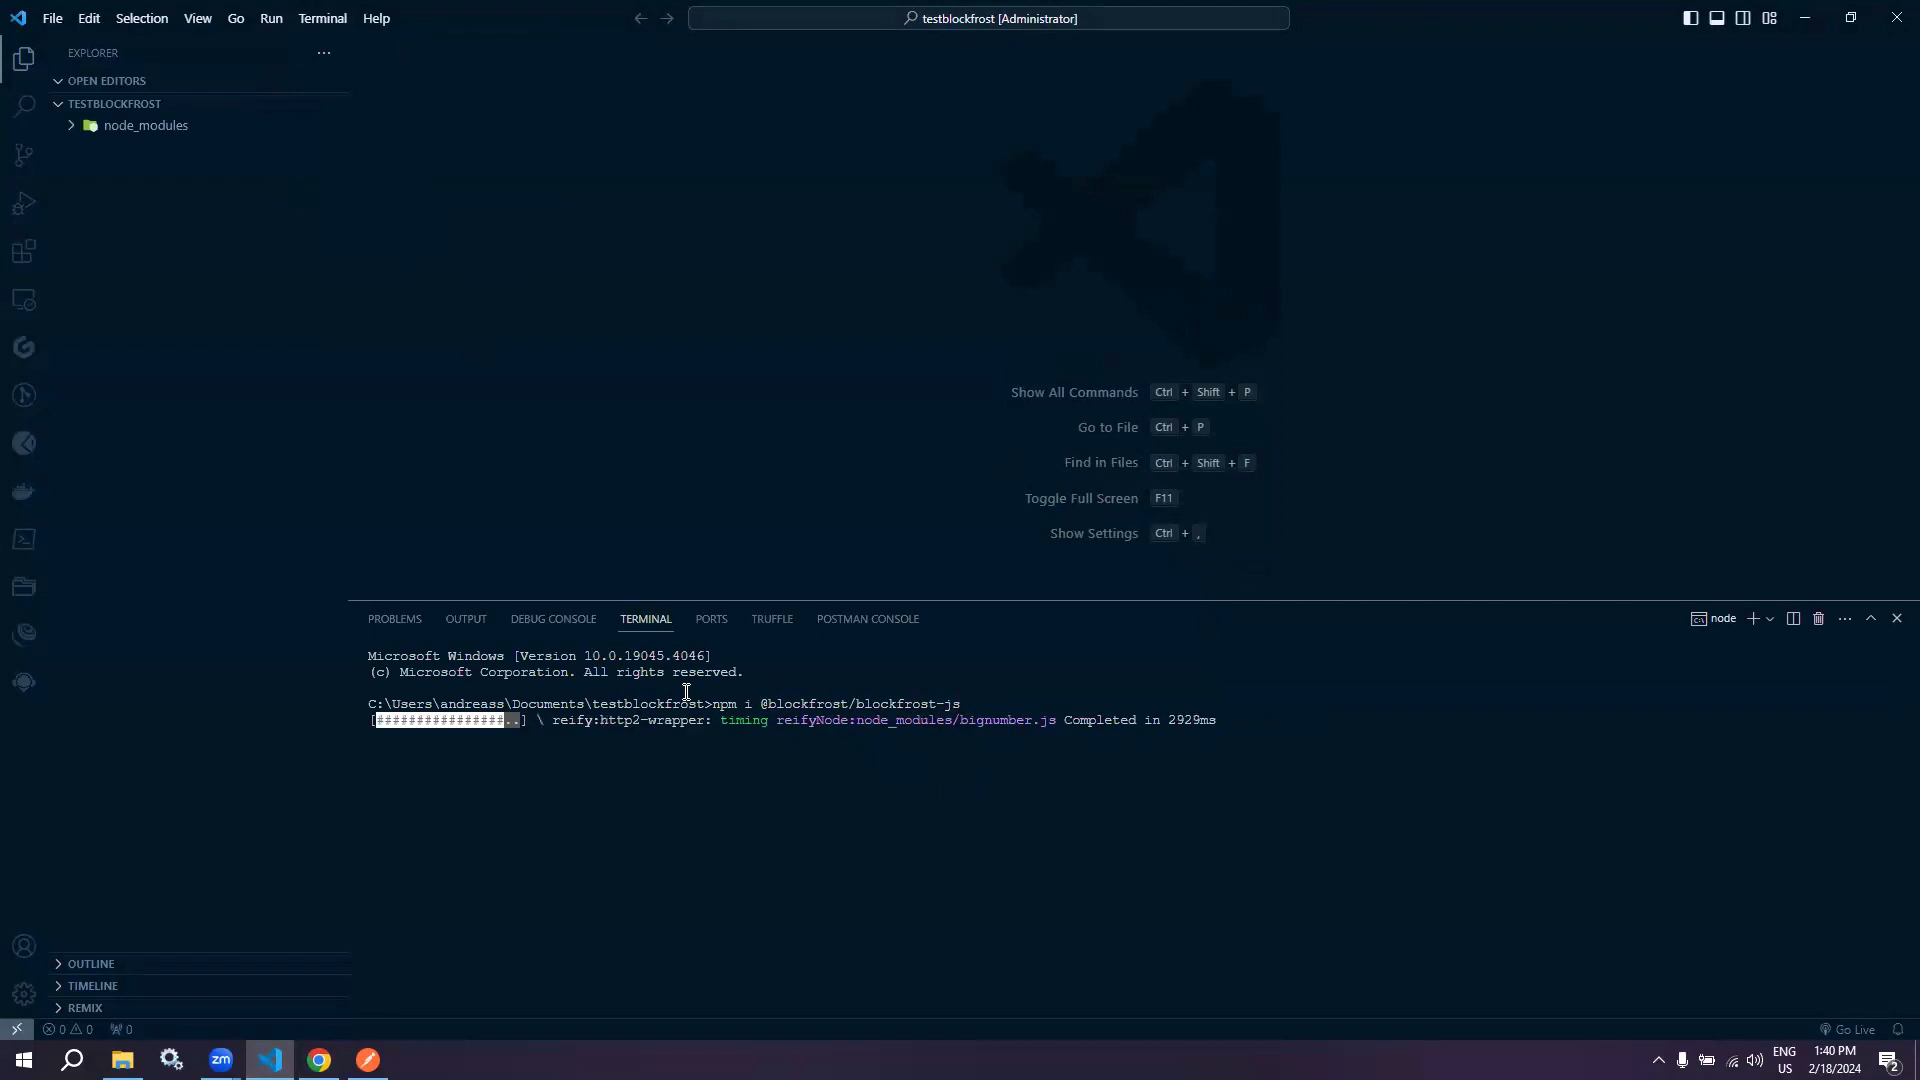 File Edit Selection View Go Run Terminal Help
testblockfrost [Administrator]
EXPLORER
OPEN EDITORS
TESTBLOCKFROST
node_modules
Show All Commands Ctrl + Shift + P
Go to File Ctrl + P
Find in Files Ctrl + Shift + F
Toggle Full Screen F11
Show Settings Ctrl + ,
PROBLEMS OUTPUT DEBUG CONSOLE TERMINAL PORTS TRUFFLE POSTMAN CONSOLE
node
Microsoft Windows [Version 10.0.19045.4046]
(c) Microsoft Corporation. All rights reserved.
C:\Users\andreass\Documents\testblockfrost>npm i @blockfrost/blockfrost-js
[################..] \ reify:http2-wrapper: timing reifyNode:node_modules/bignumber.js Completed in 2929ms
OUTLINE
TIMELINE
REMIX
0 0 0
Go Live
zm
ENG
US
1:40 PM
2/18/2024
2